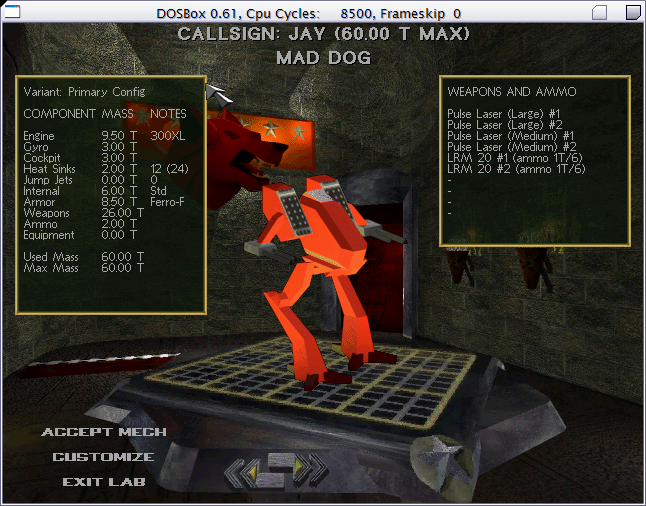 DOSBox 0.61, Cpu Cycles: 8500, Frameskip 0
CALLSIGN: JAY (60.00 T MAX)
MAD DOG
Variant: Primary Config
COMPONENT MASS NOTES
Engine 9.50 T 300XL
Gyro 3.00 T
Cockpit 3.00 T
Heat Sinks 2.00 T 12 (24)
Jump Jets 0.00 T 0
Internal 6.00 T Std
Armor 8.50 T Ferro-F
Weapons 26.00 T
Ammo 2.00 T
Equipment 0.00 T
Used Mass 60.00 T
Max Mass 60.00 T
WEAPONS AND AMMO
Pulse Laser (Large) #1
Pulse Laser (Large) #2
Pulse Laser (Medium) #1
Pulse Laser (Medium) #2
LRM 20 #1 (ammo 1T/6)
LRM 20 #2 (ammo 1T/6)
-
-
-
-
ACCEPT MECH
CUSTOMIZE
EXIT LAB